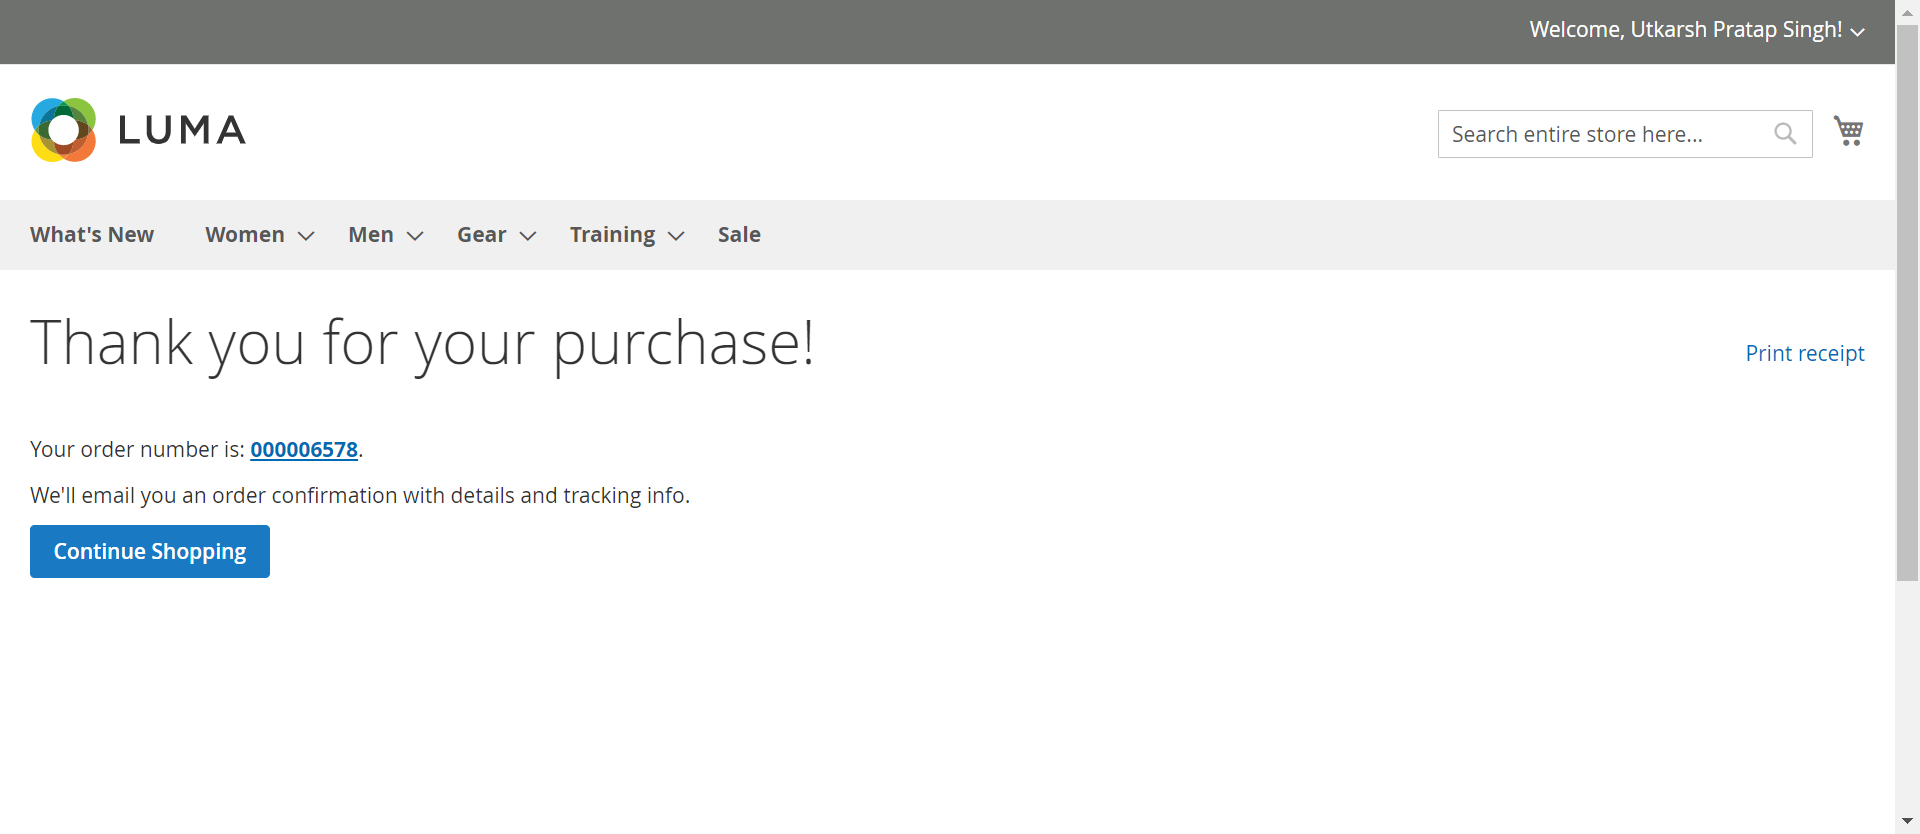 Welcome, Utkarsh Pratap Singh!
LUMA
Search entire store here...
What's New Women Men Gear Training Sale
Thank you for your purchase!
Print receipt
Your order number is: 000006578.
We'll email you an order confirmation with details and tracking info.
Continue Shopping